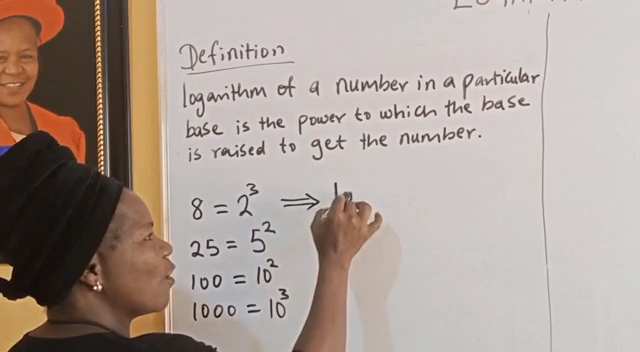 Definition
logarithm of a number in a particular
base is the power to which the base
is raised to get the number.
8 = 2³ ⟹
25 = 5²
100 = 10²
1000 = 10³